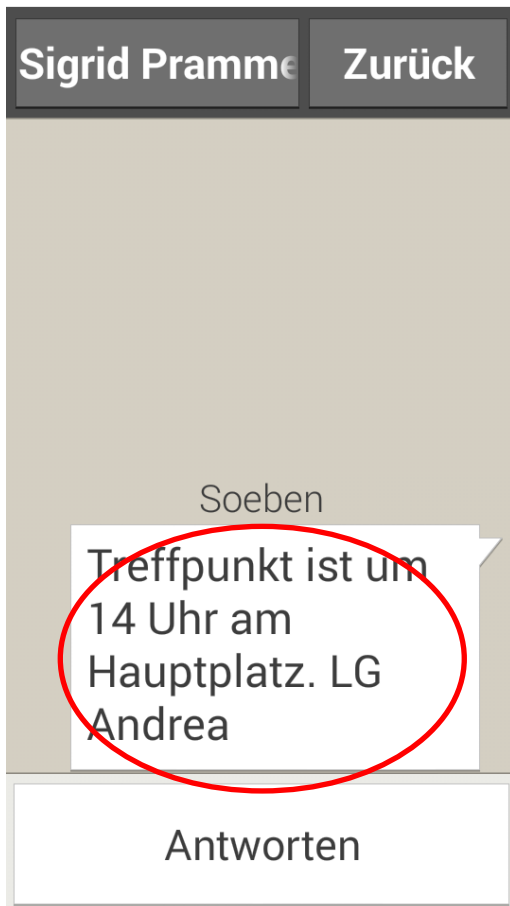 Sigrid Pramme
Zurück
Soeben
Treffpunkt ist um
14 Uhr am
Hauptplatz. LG
Andrea
Antworten